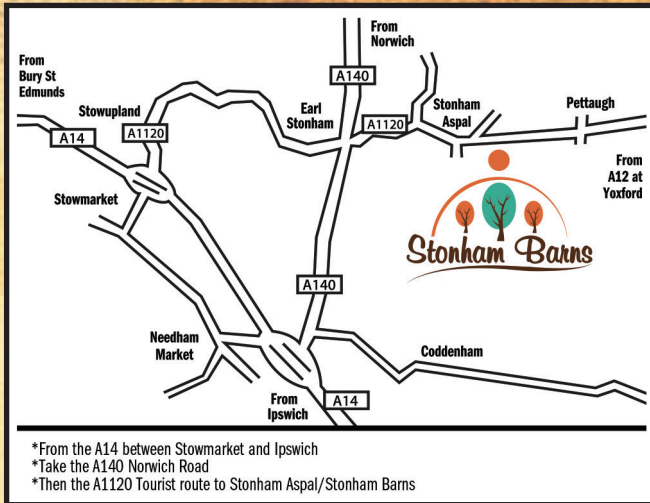 From
Norwich
From
Bury St
Edmunds
A140
Stowupland
Earl
Stonham
Stonham
Aspal
Pettaugh
A14
A1120
A1120
From
A12 at
Yoxford
Stowmarket
Stonham Barns
A140
Needham
Market
Coddenham
From
Ipswich
A14
*From the A14 between Stowmarket and Ipswich
*Take the A140 Norwich Road
*Then the A1120 Tourist route to Stonham Aspal/Stonham Barns